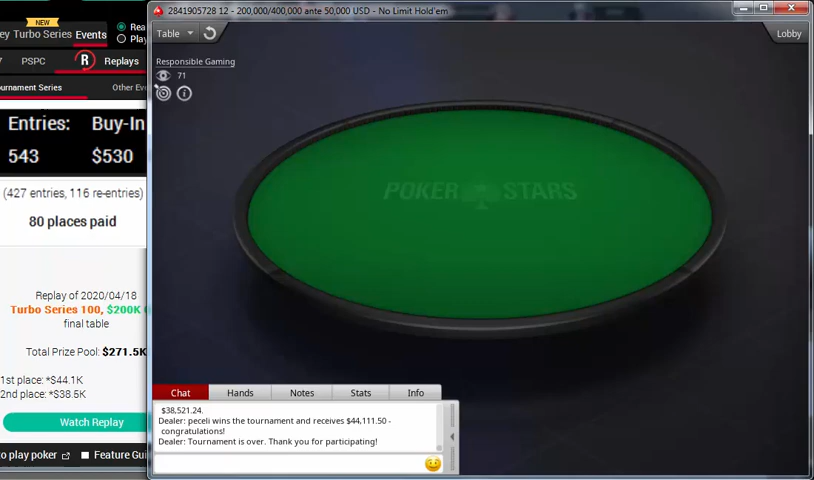 2841905728 12 - 200,000/400,000 ante 50,000 USD - No Limit Hold'em
NEW
ey Turbo Series Events
Rea
Play
Table
Lobby
PSPC
R Replays
Responsible Gaming
71
ournament Series
Other Eve
Entries: Buy-In
543 $530
(427 entries, 116 re-entries)
80 places paid
POKER STARS
Replay of 2020/04/18
Turbo Series 100, $200K G
final table
Total Prize Pool: $271.5K
1st place: *$44.1K
2nd place: *$38.5K
Watch Replay
to play poker
Feature Gui
Chat Hands Notes Stats Info
$38,521.24.
Dealer: peceli wins the tournament and receives $44,111.50 -
congratulations!
Dealer: Tournament is over. Thank you for participating!